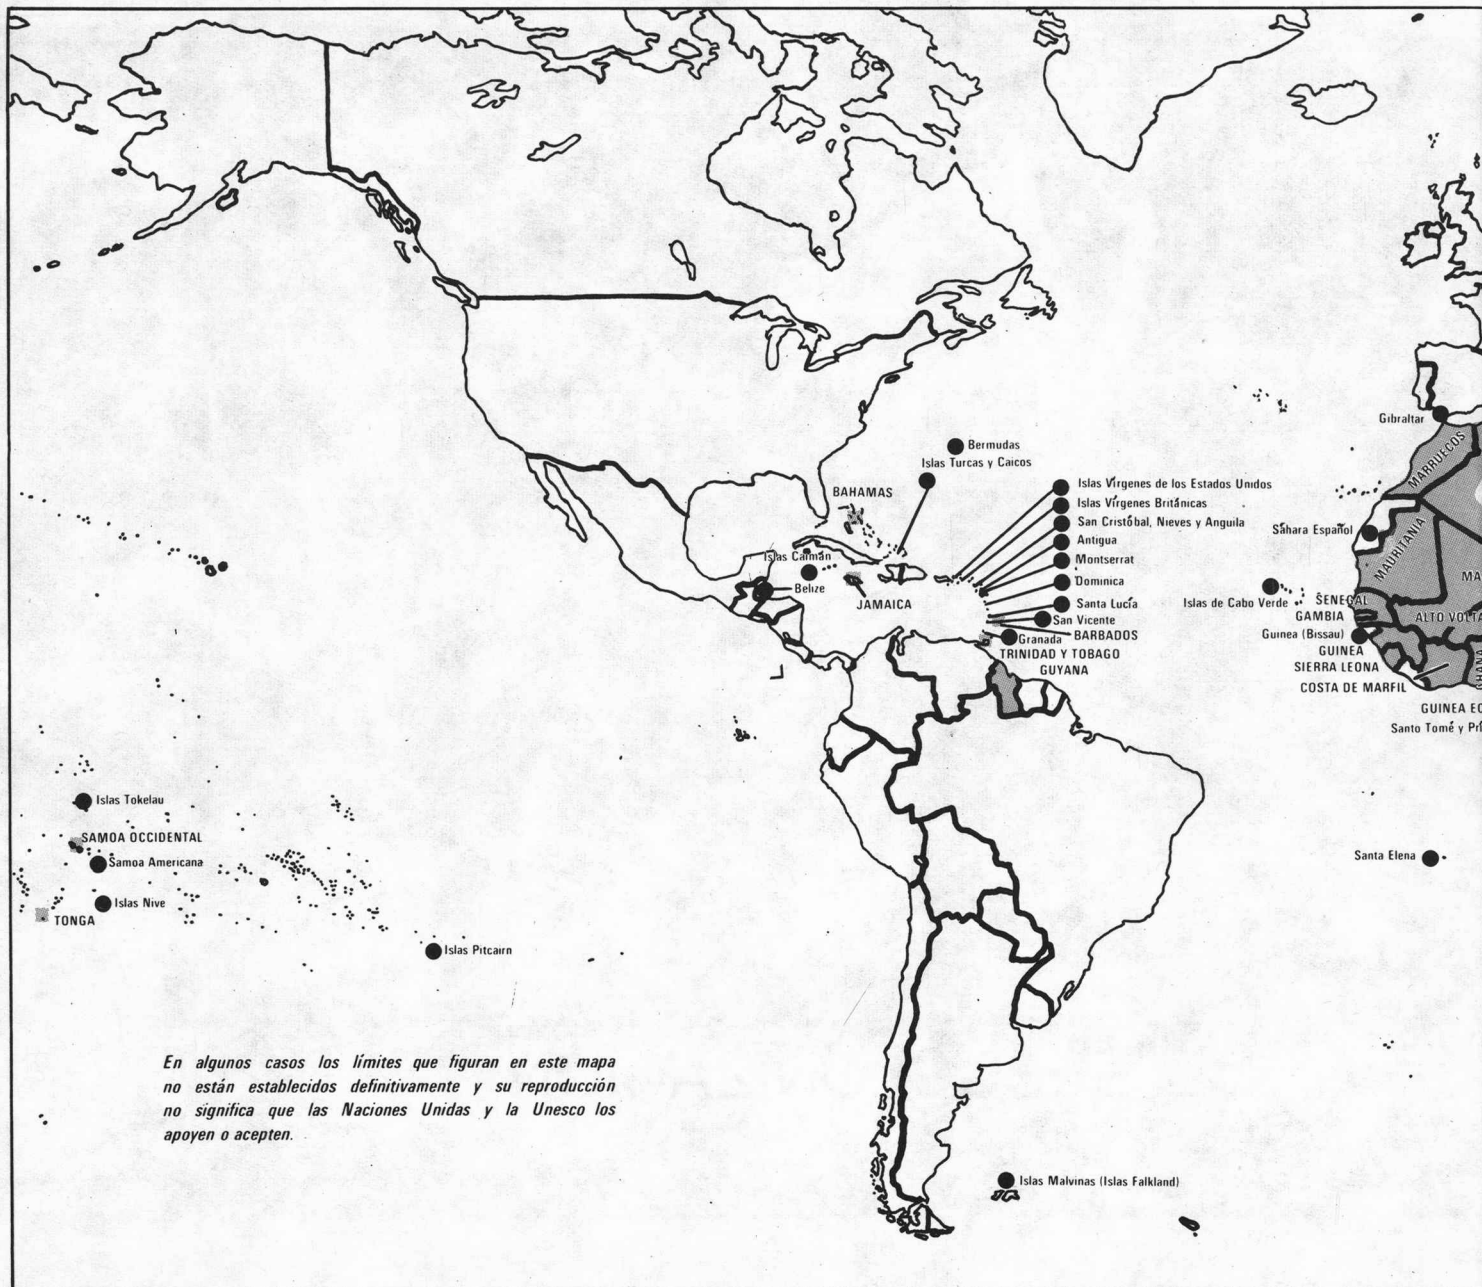 Gibraltar
MARRUECOS
Bermudas
Islas Turcas y Caicos
BAHAMAS
Islas Vírgenes de los Estados Unidos
Islas Vírgenes Británicas
San Cristóbal, Nieves y Anguila
Antigua
Montserrat
Dominica
Santa Lucía
San Vicente
BARBADOS
Granada
TRINIDAD Y TOBAGO
GUYANA
Islas Caimán
Belize
JAMAICA
Sáhara Español
MAURITANIA
MA
Islas de Cabo Verde
SENEGAL
GAMBIA
ALTO VOLTA
Guinea (Bissau)
GUINEA
SIERRA LEONA
GHANA
COSTA DE MARFIL
GUINEA EC
Santo Tomé y Prí
Islas Tokelau
SAMOA OCCIDENTAL
Samoa Americana
Islas Nive
TONGA
Islas Pitcairn
Santa Elena
En algunos casos los límites que figuran en este mapa
no están establecidos definitivamente y su reproducción
no significa que las Naciones Unidas y la Unesco los
apoyen o acepten.
Islas Malvinas (Islas Falkland)